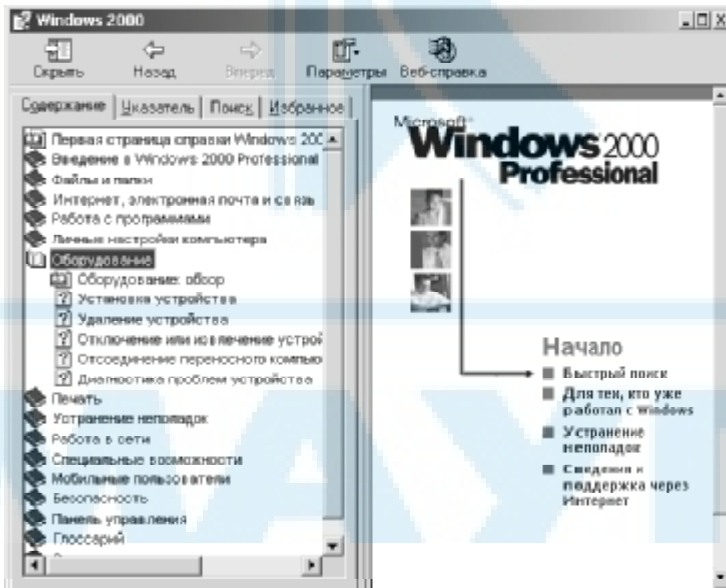 Windows 2000
Скрыть Назад Вперед Параметры Веб-справка
Содержание Указатель Поиск Избранное
Первая страница справки Windows 200
Введение в Windows 2000 Professional
Файлы и папки
Интернет, электронная почта и связь
Работа с программами
Личные настройки компьютера
Оборудование
Оборудование: обзор
Установка устройства
Удаление устройства
Отключение или извлечение устрой
Отсоединение переносного компью
Диагностика проблем устройства
Печать
Устранение неполадок
Работа в сети
Специальные возможности
Мобильные пользователи
Безопасность
Панель управления
Глоссарий
Microsoft
Windows 2000
Professional
Начало
Быстрый поиск
Для тех, кто уже
работал с Windows
Устранение
неполадок
Сведения и
поддержка через
Интернет